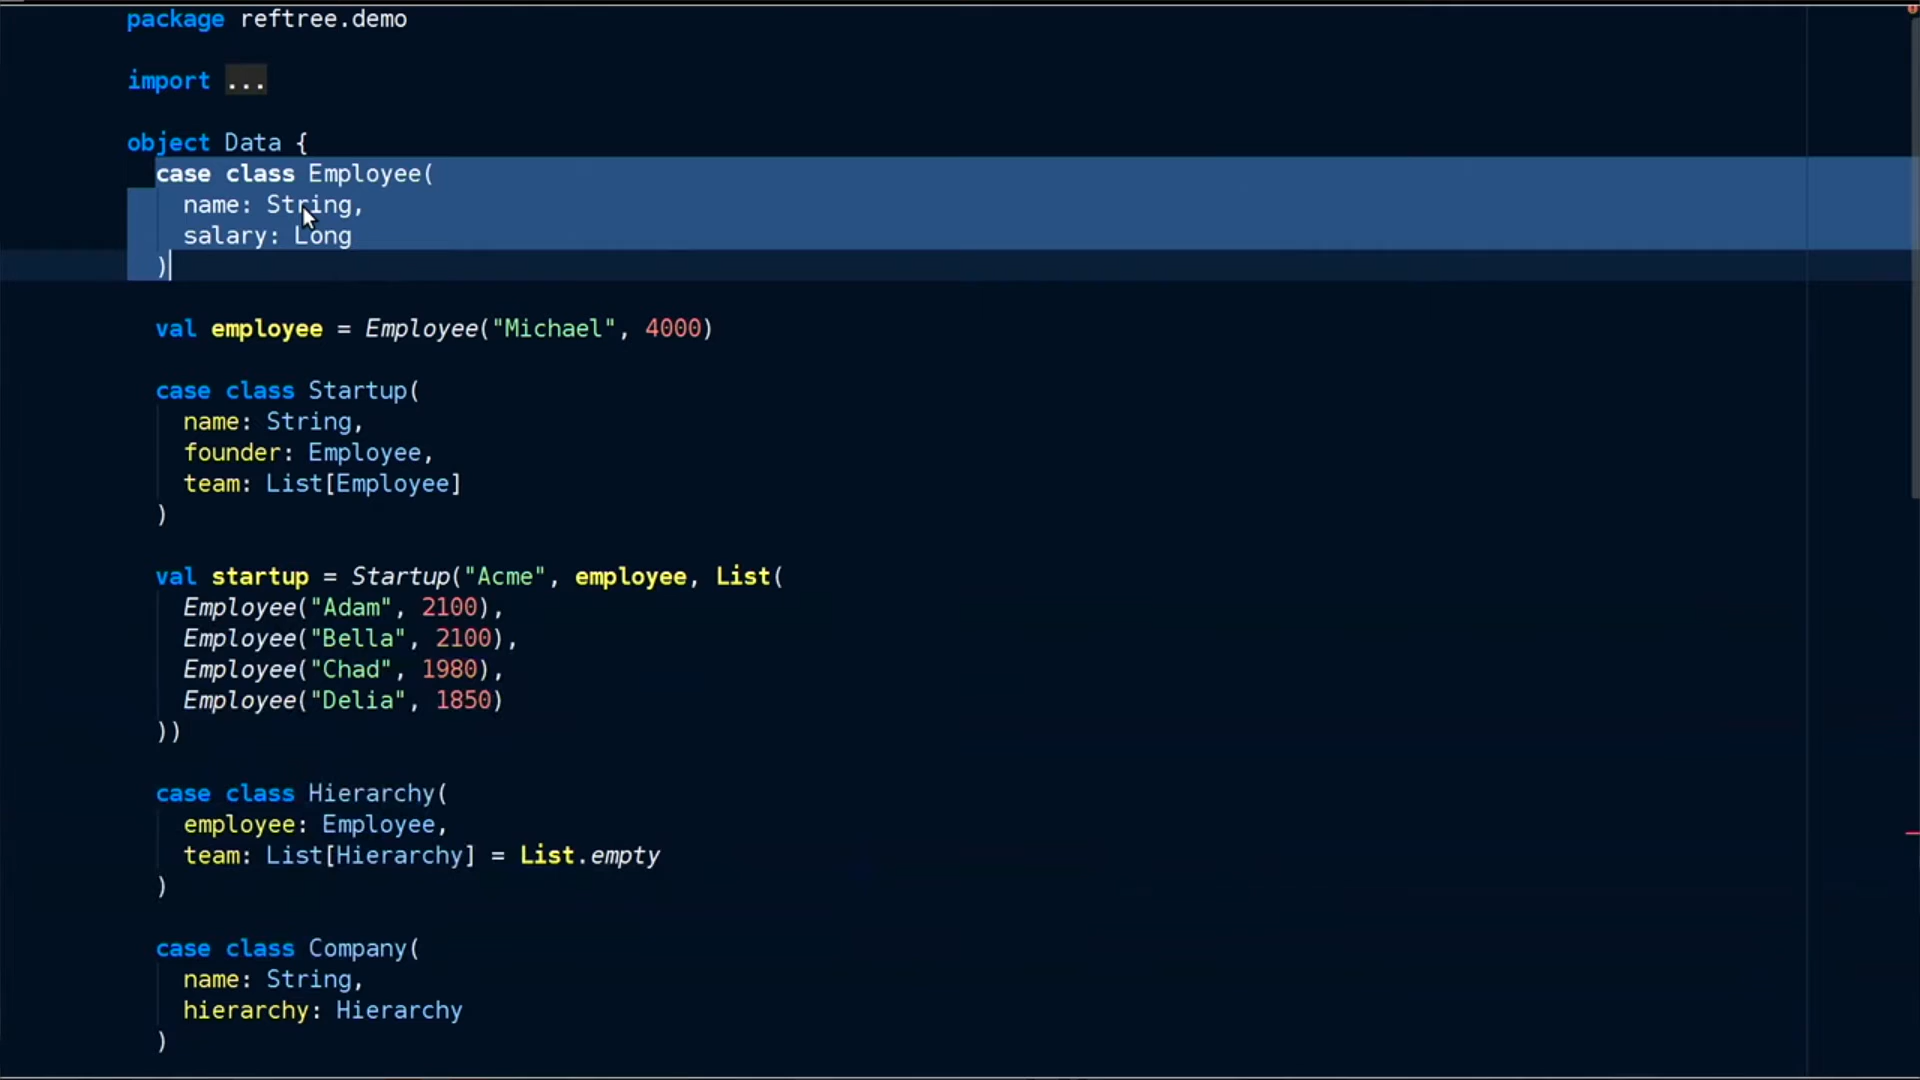 package reftree.demo
import ...
object Data {
case class Employee(
name: String,
salary: Long
)
val employee = Employee("Michael", 4000)
case class Startup(
name: String,
founder: Employee,
team: List[Employee]
)
val startup = Startup("Acme", employee, List(
Employee("Adam", 2100),
Employee("Bella", 2100),
Employee("Chad", 1980),
Employee("Delia", 1850)
))
case class Hierarchy(
employee: Employee,
team: List[Hierarchy] = List.empty
)
case class Company(
name: String,
hierarchy: Hierarchy
)